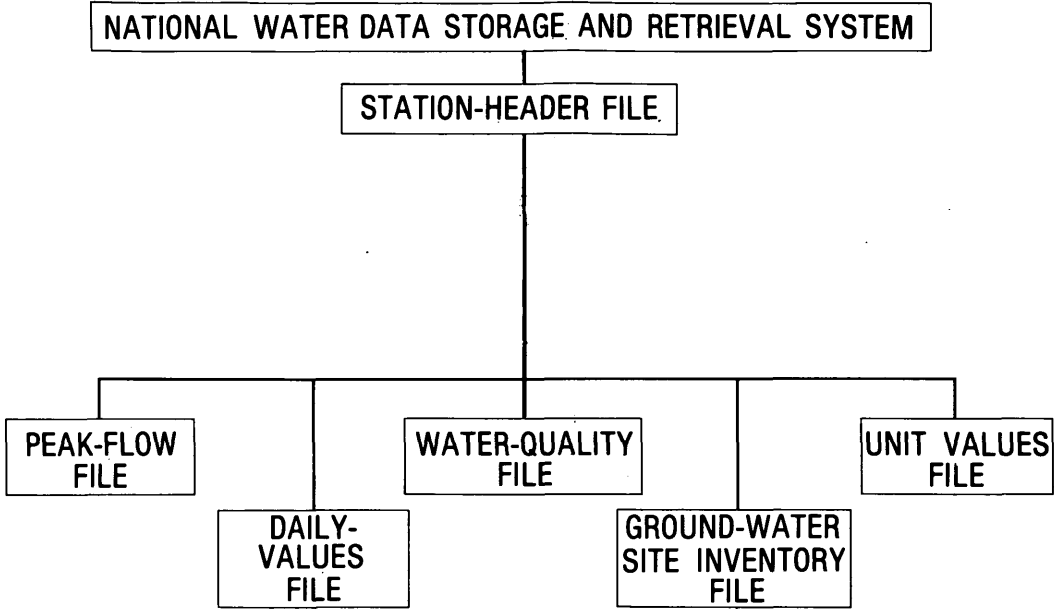 NATIONAL WATER DATA STORAGE AND RETRIEVAL SYSTEM
STATION-HEADER FILE
PEAK-FLOW
FILE
DAILY-
VALUES
FILE
WATER-QUALITY
FILE
GROUND-WATER
SITE INVENTORY
FILE
UNIT VALUES
FILE